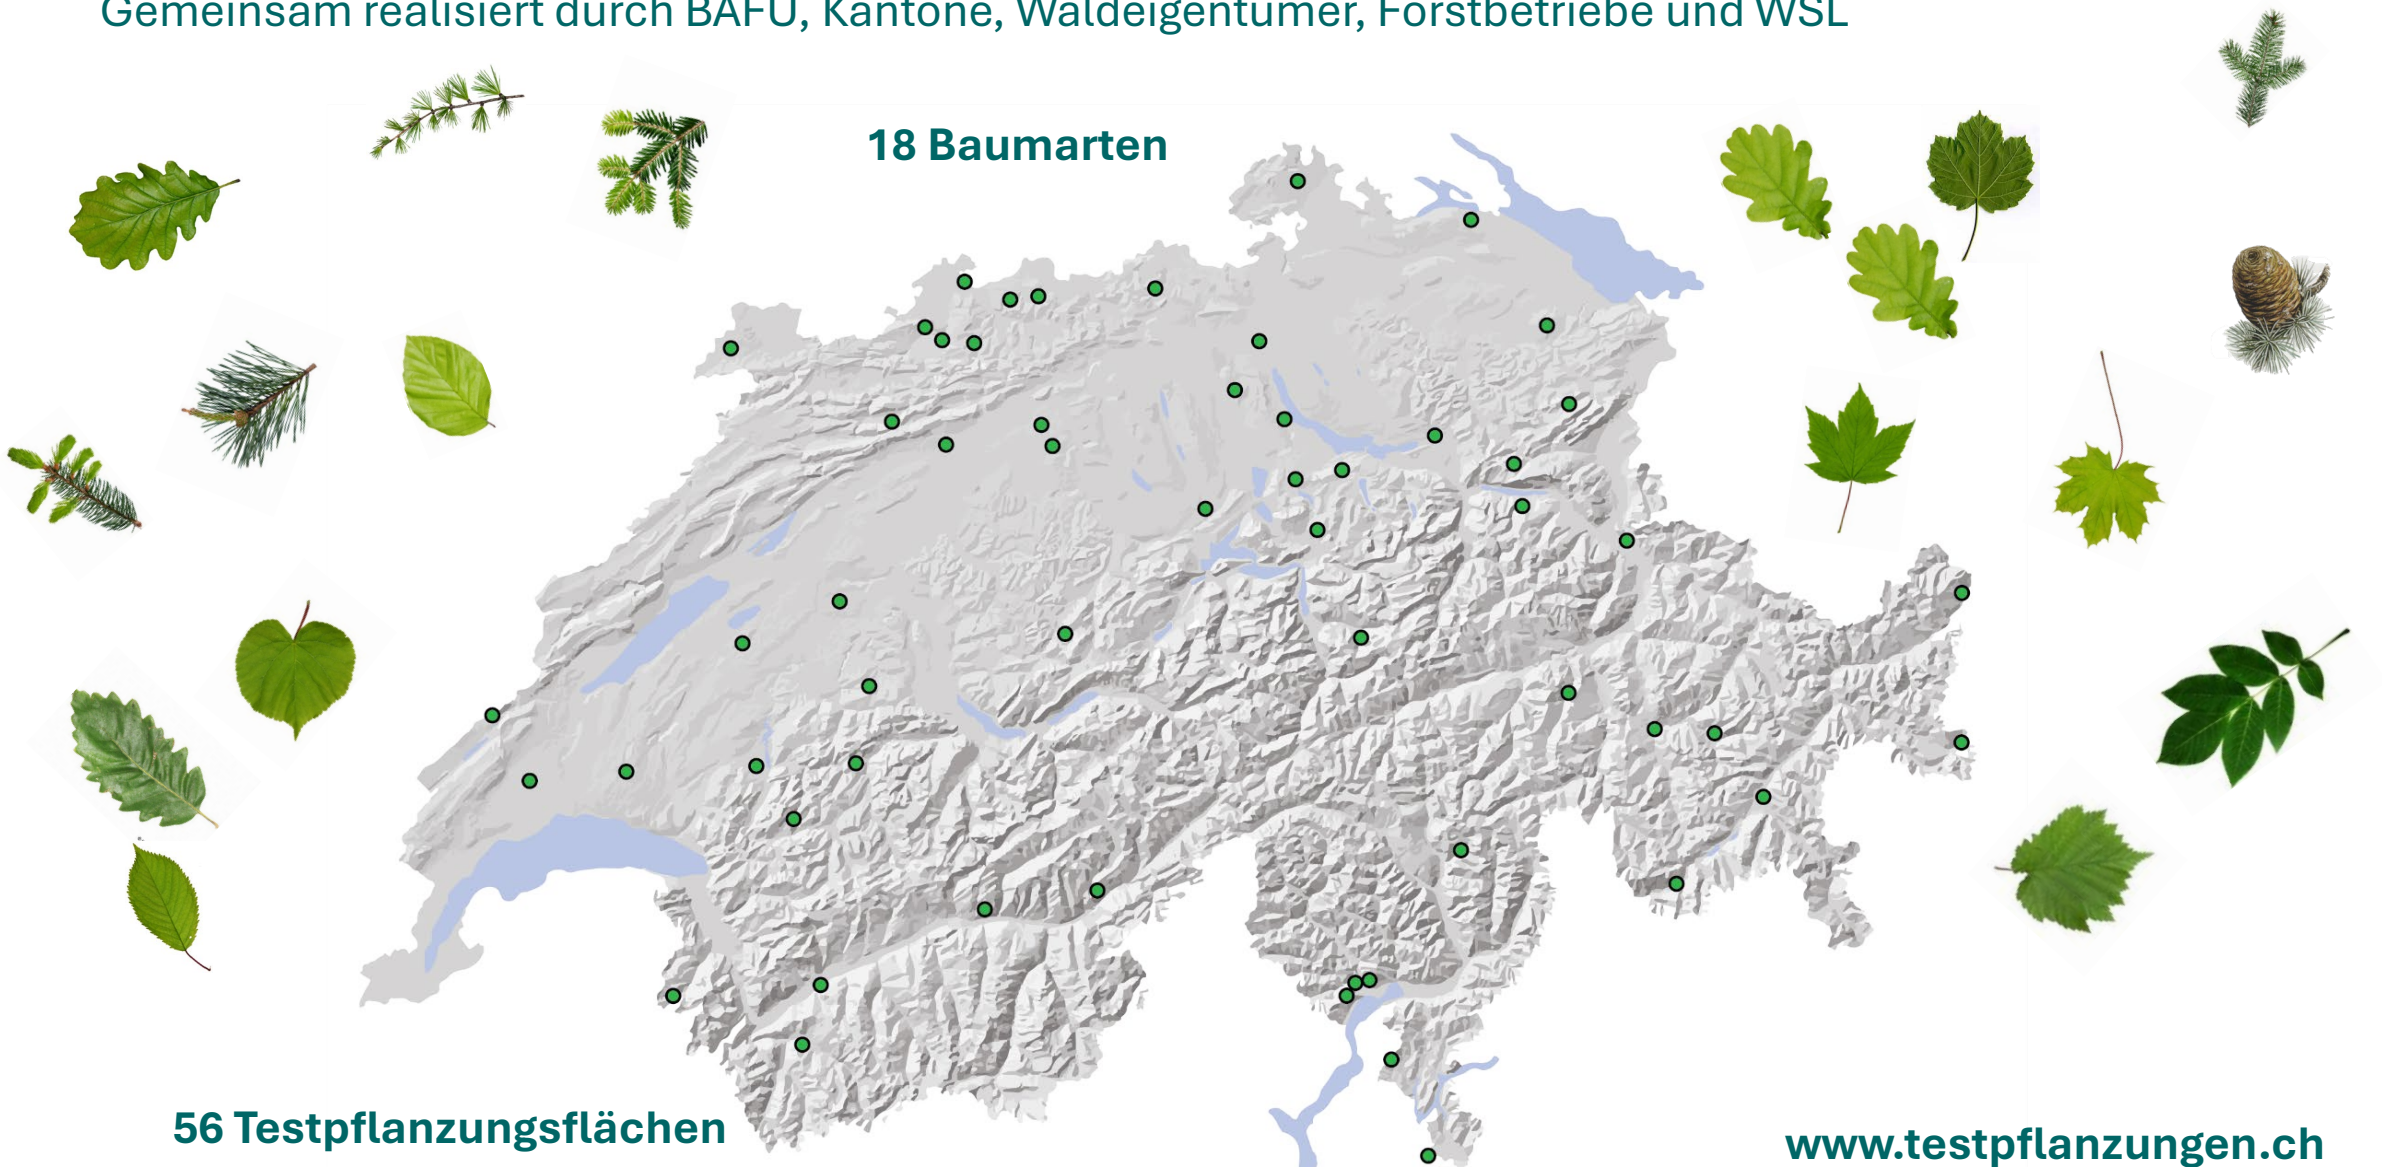 Gemeinsam realisiert durch BAFU, Kantone, Waldeigentümer, Forstbetriebe und WSL
18 Baumarten
56 Testpflanzungsflächen
www.testpflanzungen.ch